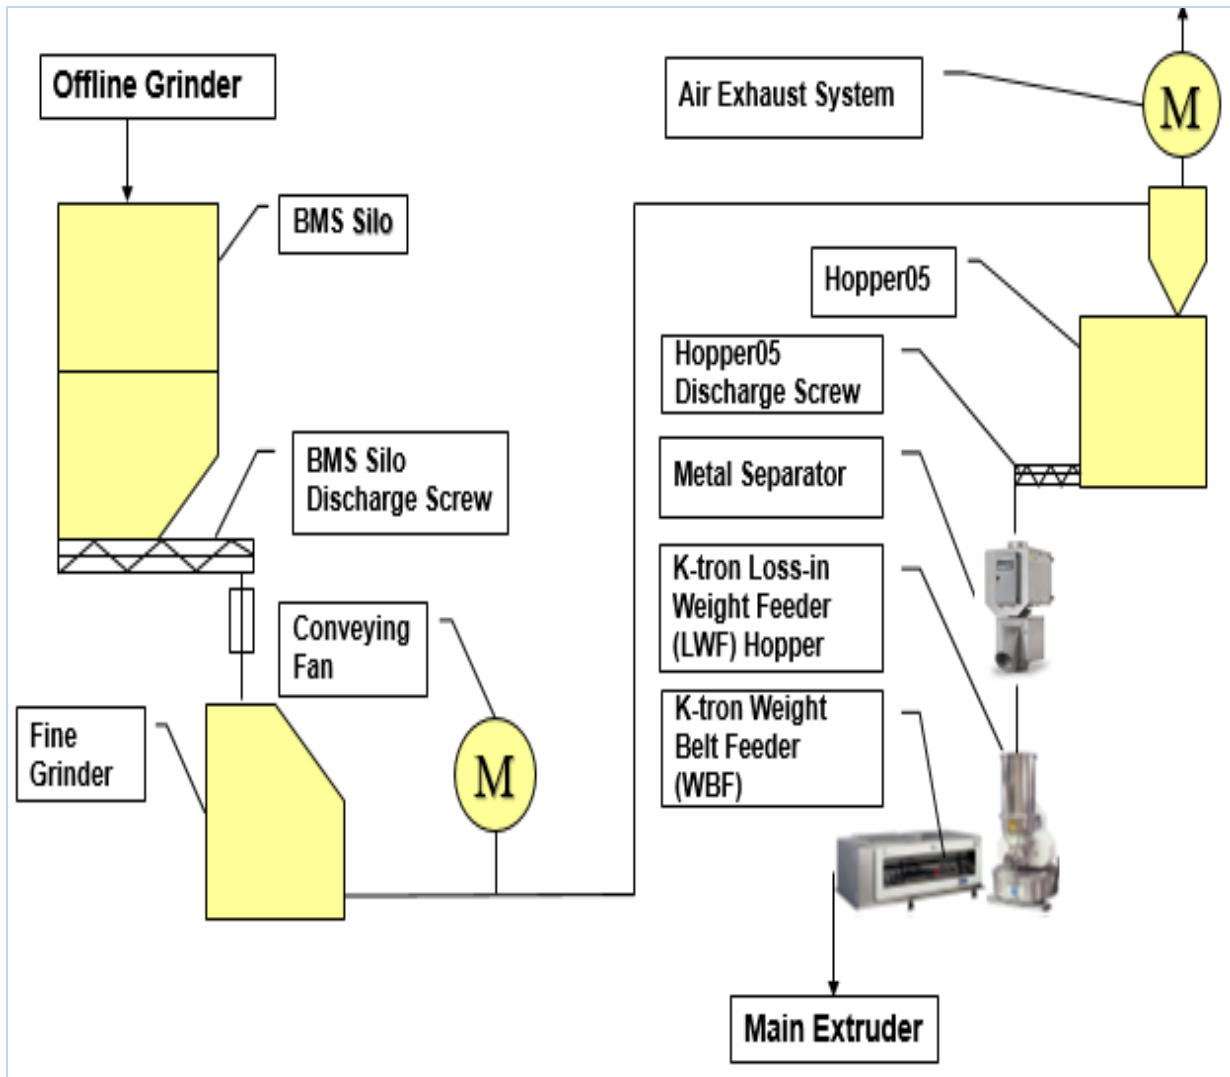 Offline Grinder
BMS Silo
BMS Silo
Discharge Screw
Conveying
Fan
M
Fine
Grinder
Air Exhaust System
M
Hopper05
Hopper05
Discharge Screw
Metal Separator
K-tron Loss-in
Weight Feeder
(LWF) Hopper
K-tron Weight
Belt Feeder
(WBF)
Main Extruder